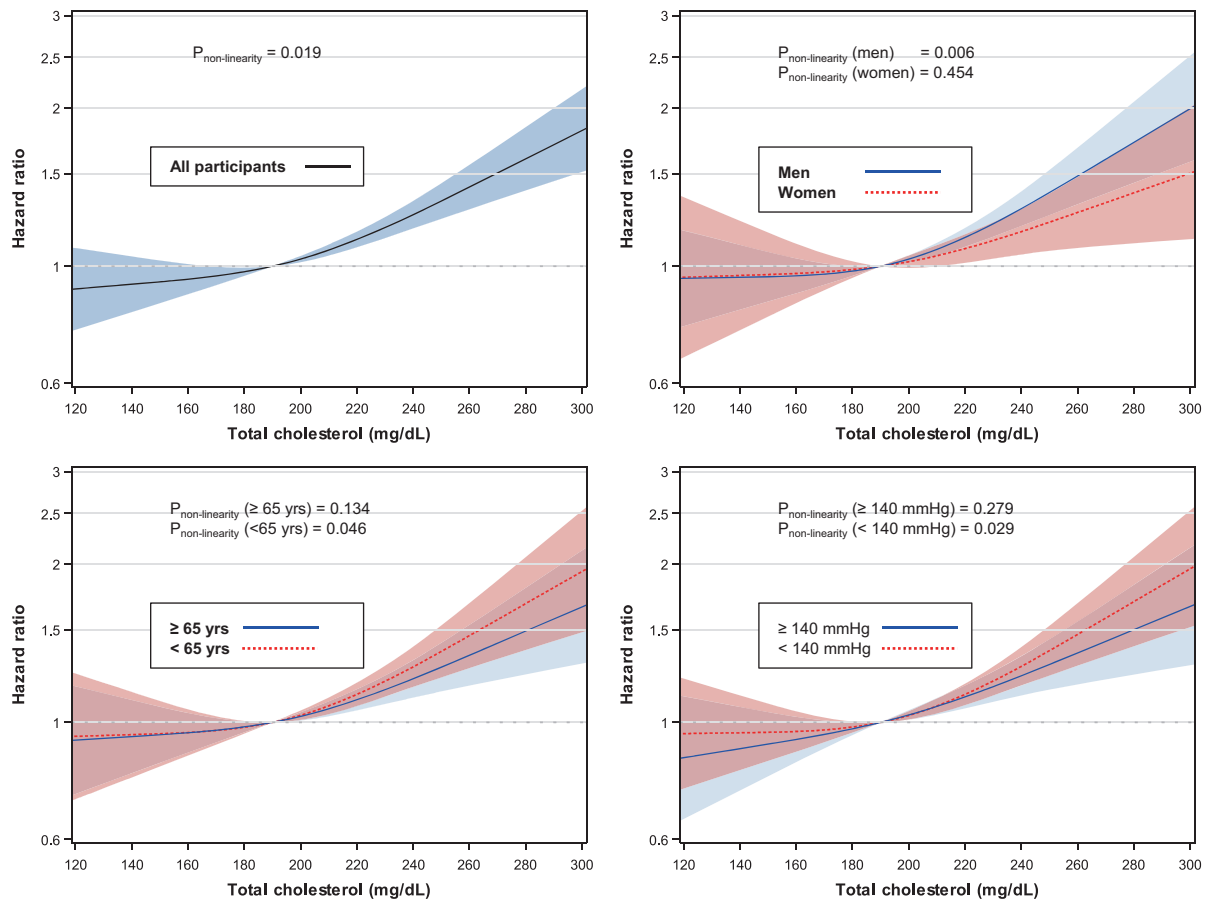 3
2.5
2
1.5
1
0.6
Hazard ratio
P non-linearity = 0.019
All participants
120 140 160 180 200 220 240 260 280 300
Total cholesterol (mg/dL)
3
2.5
2
1.5
1
0.6
Hazard ratio
P non-linearity (men) = 0.006
P non-linearity (women) = 0.454
Men
Women
120 140 160 180 200 220 240 260 280 300
Total cholesterol (mg/dL)
3
2.5
2
1.5
1
0.6
Hazard ratio
P non-linearity (≥ 65 yrs) = 0.134
P non-linearity (<65 yrs) = 0.046
≥ 65 yrs
< 65 yrs
120 140 160 180 200 220 240 260 280 300
Total cholesterol (mg/dL)
3
2.5
2
1.5
1
0.6
Hazard ratio
P non-linearity (≥ 140 mmHg) = 0.279
P non-linearity (< 140 mmHg) = 0.029
≥ 140 mmHg
< 140 mmHg
120 140 160 180 200 220 240 260 280 300
Total cholesterol (mg/dL)